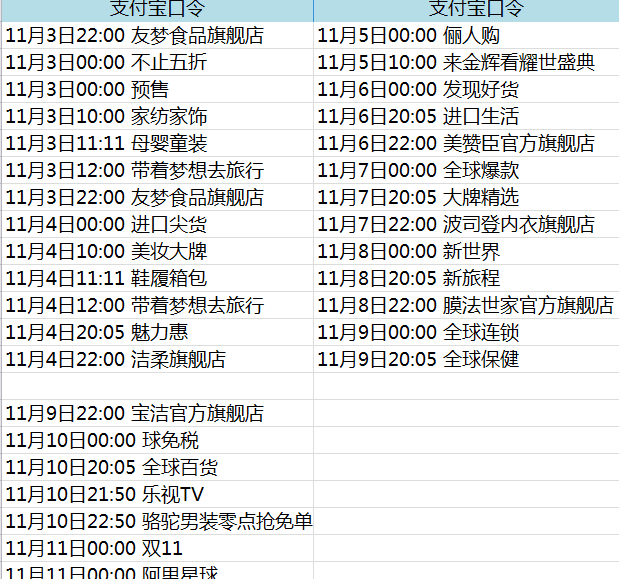 支付宝口令 支付宝口令
11月3日22:00 友梦食品旗舰店 11月5日00:00 俪人购
11月3日00:00 不止五折 11月5日10:00 来金辉看耀世盛典
11月3日00:00 预售 11月6日00:00 发现好货
11月3日10:00 家纺家饰 11月6日20:05 进口生活
11月3日11:11 母婴童装 11月6日22:00 美赞臣官方旗舰店
11月3日12:00 带着梦想去旅行 11月7日00:00 全球爆款
11月3日22:00 友梦食品旗舰店 11月7日20:05 大牌精选
11月4日00:00 进口尖货 11月7日22:00 波司登内衣旗舰店
11月4日10:00 美妆大牌 11月8日00:00 新世界
11月4日11:11 鞋履箱包 11月8日20:05 新旅程
11月4日12:00 带着梦想去旅行 11月8日22:00 膜法世家官方旗舰店
11月4日20:05 魅力惠 11月9日00:00 全球连锁
11月4日22:00 洁柔旗舰店 11月9日20:05 全球保健
11月9日22:00 宝洁官方旗舰店
11月10日00:00 球免税
11月10日20:05 全球百货
11月10日21:50 乐视TV
11月10日22:50 骆驼男装零点抢免单
11月11日00:00 双11
11月11日00:00 阿里星球